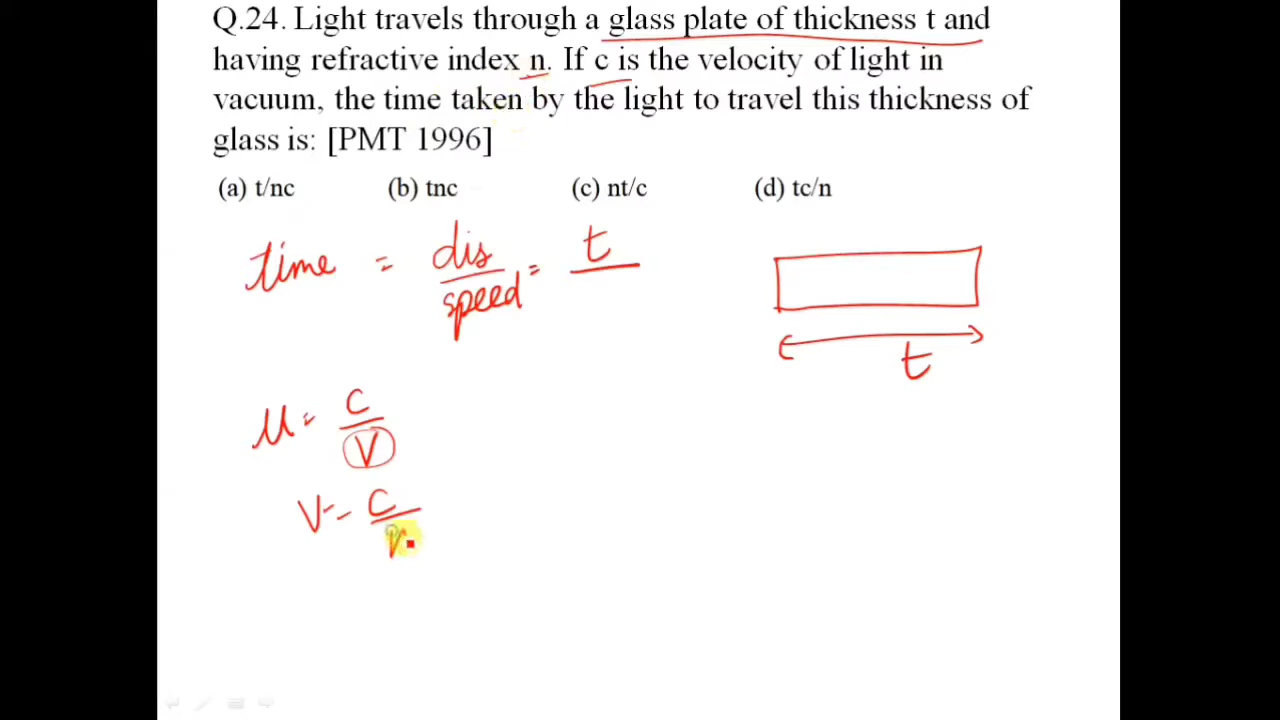 Q.24. Light travels through a glass plate of thickness t and
having refractive index n. If c is the velocity of light in
vacuum, the time taken by the light to travel this thickness of
glass is: [PMT 1996]
(a) t/nc (b) tnc (c) nt/c (d) tc/n
time = dis/speed = t/
t
μ = c/V
V = c/